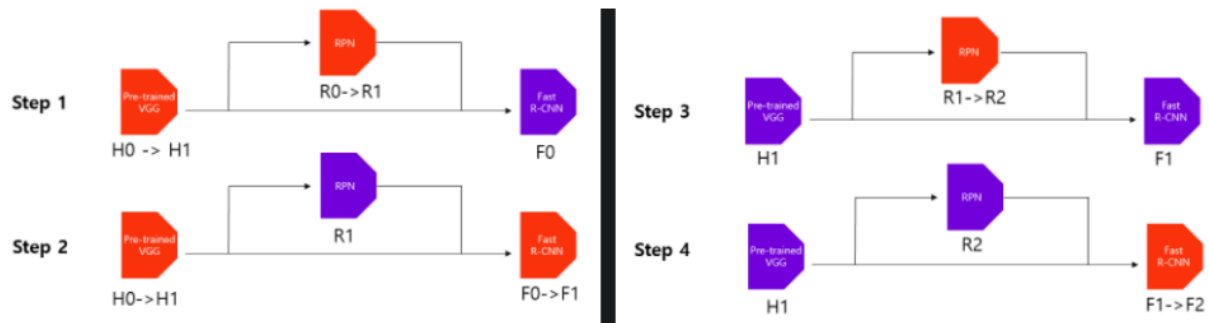 Step 1
Pre-trained
VGG
H0 -> H1
RPN
R0->R1
Fast
R-CNN
F0
Step 2
Pre-trained
VGG
H0->H1
RPN
R1
Fast
R-CNN
F0->F1
Step 3
Pre-trained
VGG
H1
RPN
R1->R2
Fast
R-CNN
F1
Step 4
Pre-trained
VGG
H1
RPN
R2
Fast
R-CNN
F1->F2